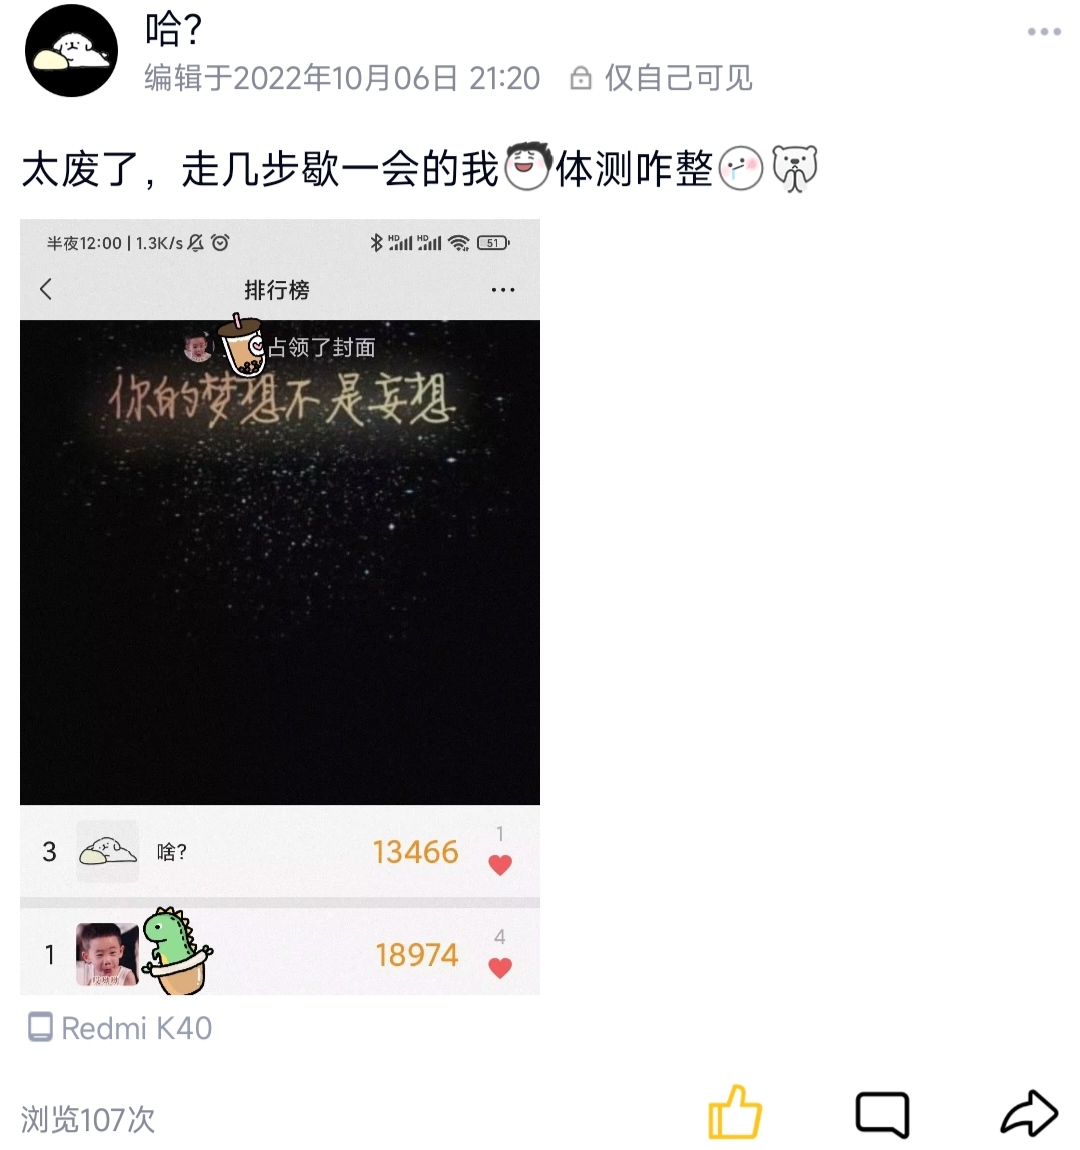 哈？
编辑于2022年10月06日 21:20 仅自己可见
太废了，走几步歇一会的我体测咋整
半夜12:00 | 1.3K/s HD HD 51
排行榜
占领了封面
你的梦想不是妄想
3 啥？ 13466 1
1 18974 4
Redmi K40
浏览107次